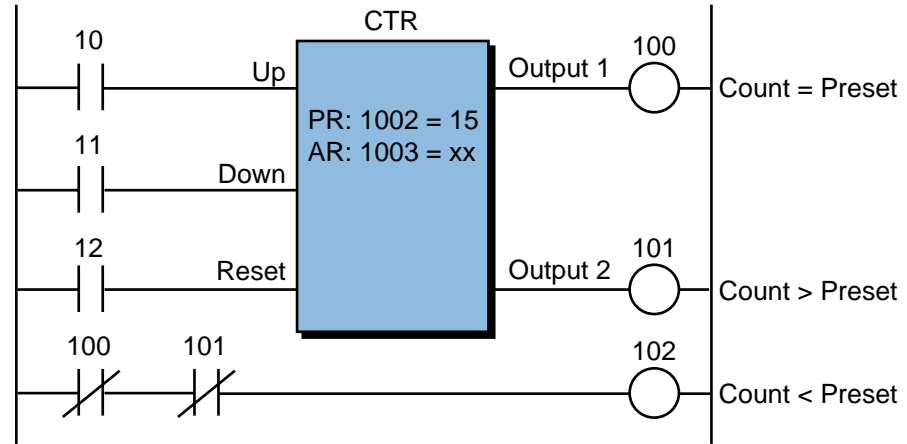 CTR
10
Up
Output 1
100
Count = Preset
PR: 1002 = 15
AR: 1003 = xx
11
Down
12
Reset
Output 2
101
Count > Preset
100
101
102
Count < Preset